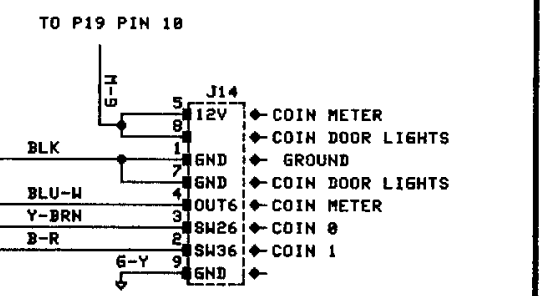 TO P19 PIN 10
G-W
J14
5 12V COIN METER
8 COIN DOOR LIGHTS
BLK 1 GND GROUND
7 GND COIN DOOR LIGHTS
BLU-W 4 OUT6 COIN METER
Y-BRN 3 SW26 COIN 0
B-R 2 SW36 COIN 1
G-Y 9 GND